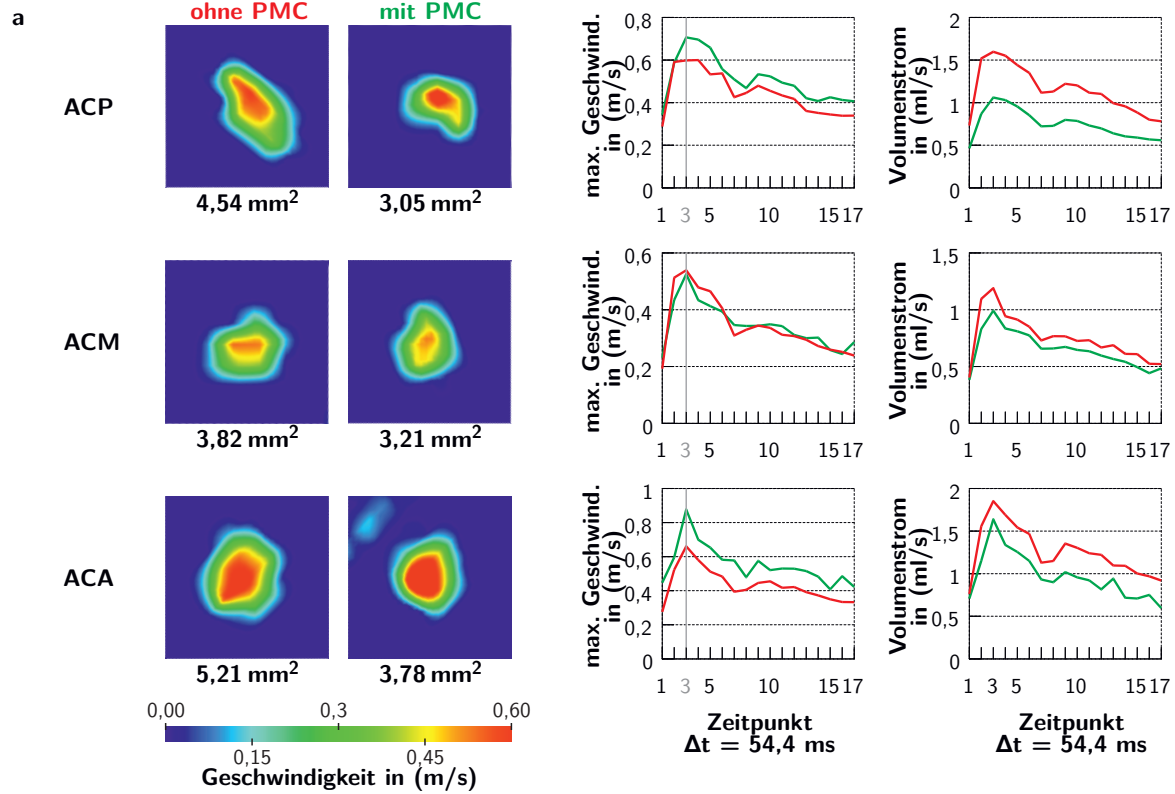 a
ohne PMC
mit PMC
ACP
4,54 mm²
3,05 mm²
max. Geschwind.
in (m/s)
0,8
0,6
0,4
0,2
0
1 3 5 10 15 17
Volumenstrom
in (ml/s)
2
1,5
1
0,5
0
1 5 10 15 17
ACM
3,82 mm²
3,21 mm²
max. Geschwind.
in (m/s)
0,6
0,4
0,2
0
1 3 5 10 15 17
Volumenstrom
in (ml/s)
1,5
1
0,5
0
1 5 10 15 17
ACA
5,21 mm²
3,78 mm²
max. Geschwind.
in (m/s)
1
0,8
0,6
0,4
0,2
0
1 3 5 10 15 17
Zeitpunkt
Δt = 54,4 ms
Volumenstrom
in (ml/s)
2
1,5
1
0,5
0
1 3 5 10 15 17
Zeitpunkt
Δt = 54,4 ms
0,00 0,3 0,60
0,15 0,45
Geschwindigkeit in (m/s)